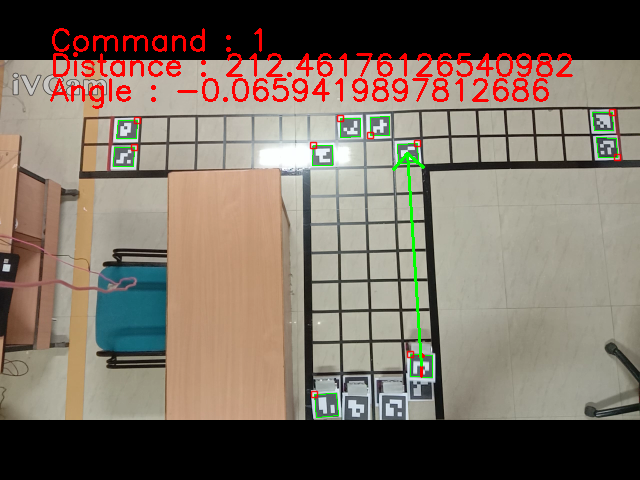 Command : 1
Distance : 212.46176126540982
iVCam
Angle : -0.0659419897812686